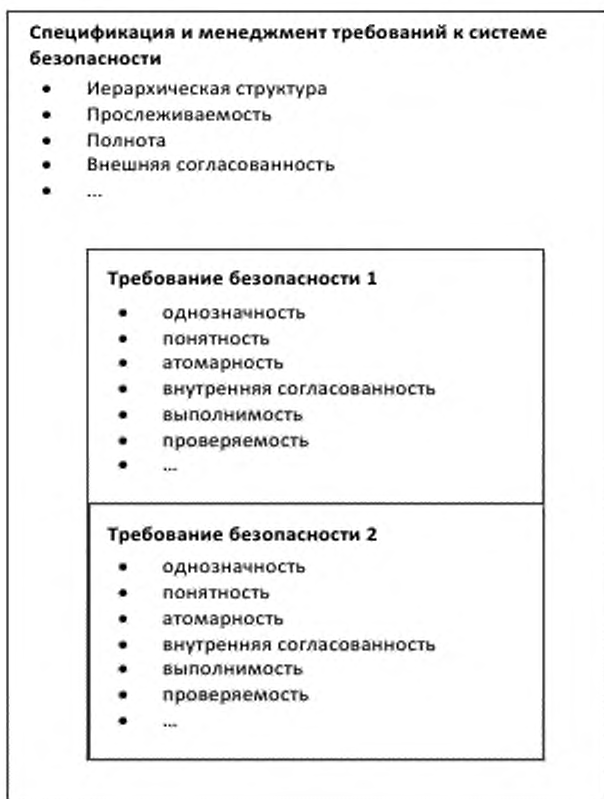 Спецификация и менеджмент требований к системе
безопасности
• Иерархическая структура
• Прослеживаемость
• Полнота
• Внешняя согласованность
• ...
Требование безопасности 1
• однозначность
• понятность
• атомарность
• внутренняя согласованность
• выполнимость
• проверяемость
• ...
Требование безопасности 2
• однозначность
• понятность
• атомарность
• внутренняя согласованность
• выполнимость
• проверяемость
• ...